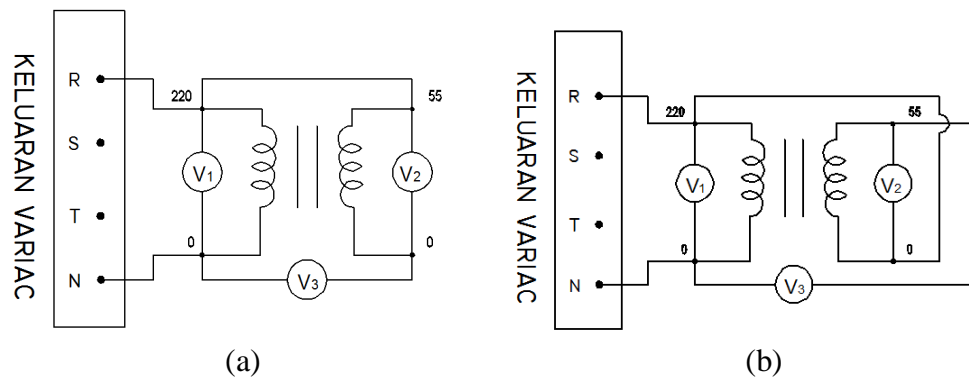 KELUARAN VARIAC
R
S
T
N
220
55
V1
V2
0
0
V3
(a)
KELUARAN VARIAC
R
S
T
N
220
55
V1
V2
0
0
V3
(b)